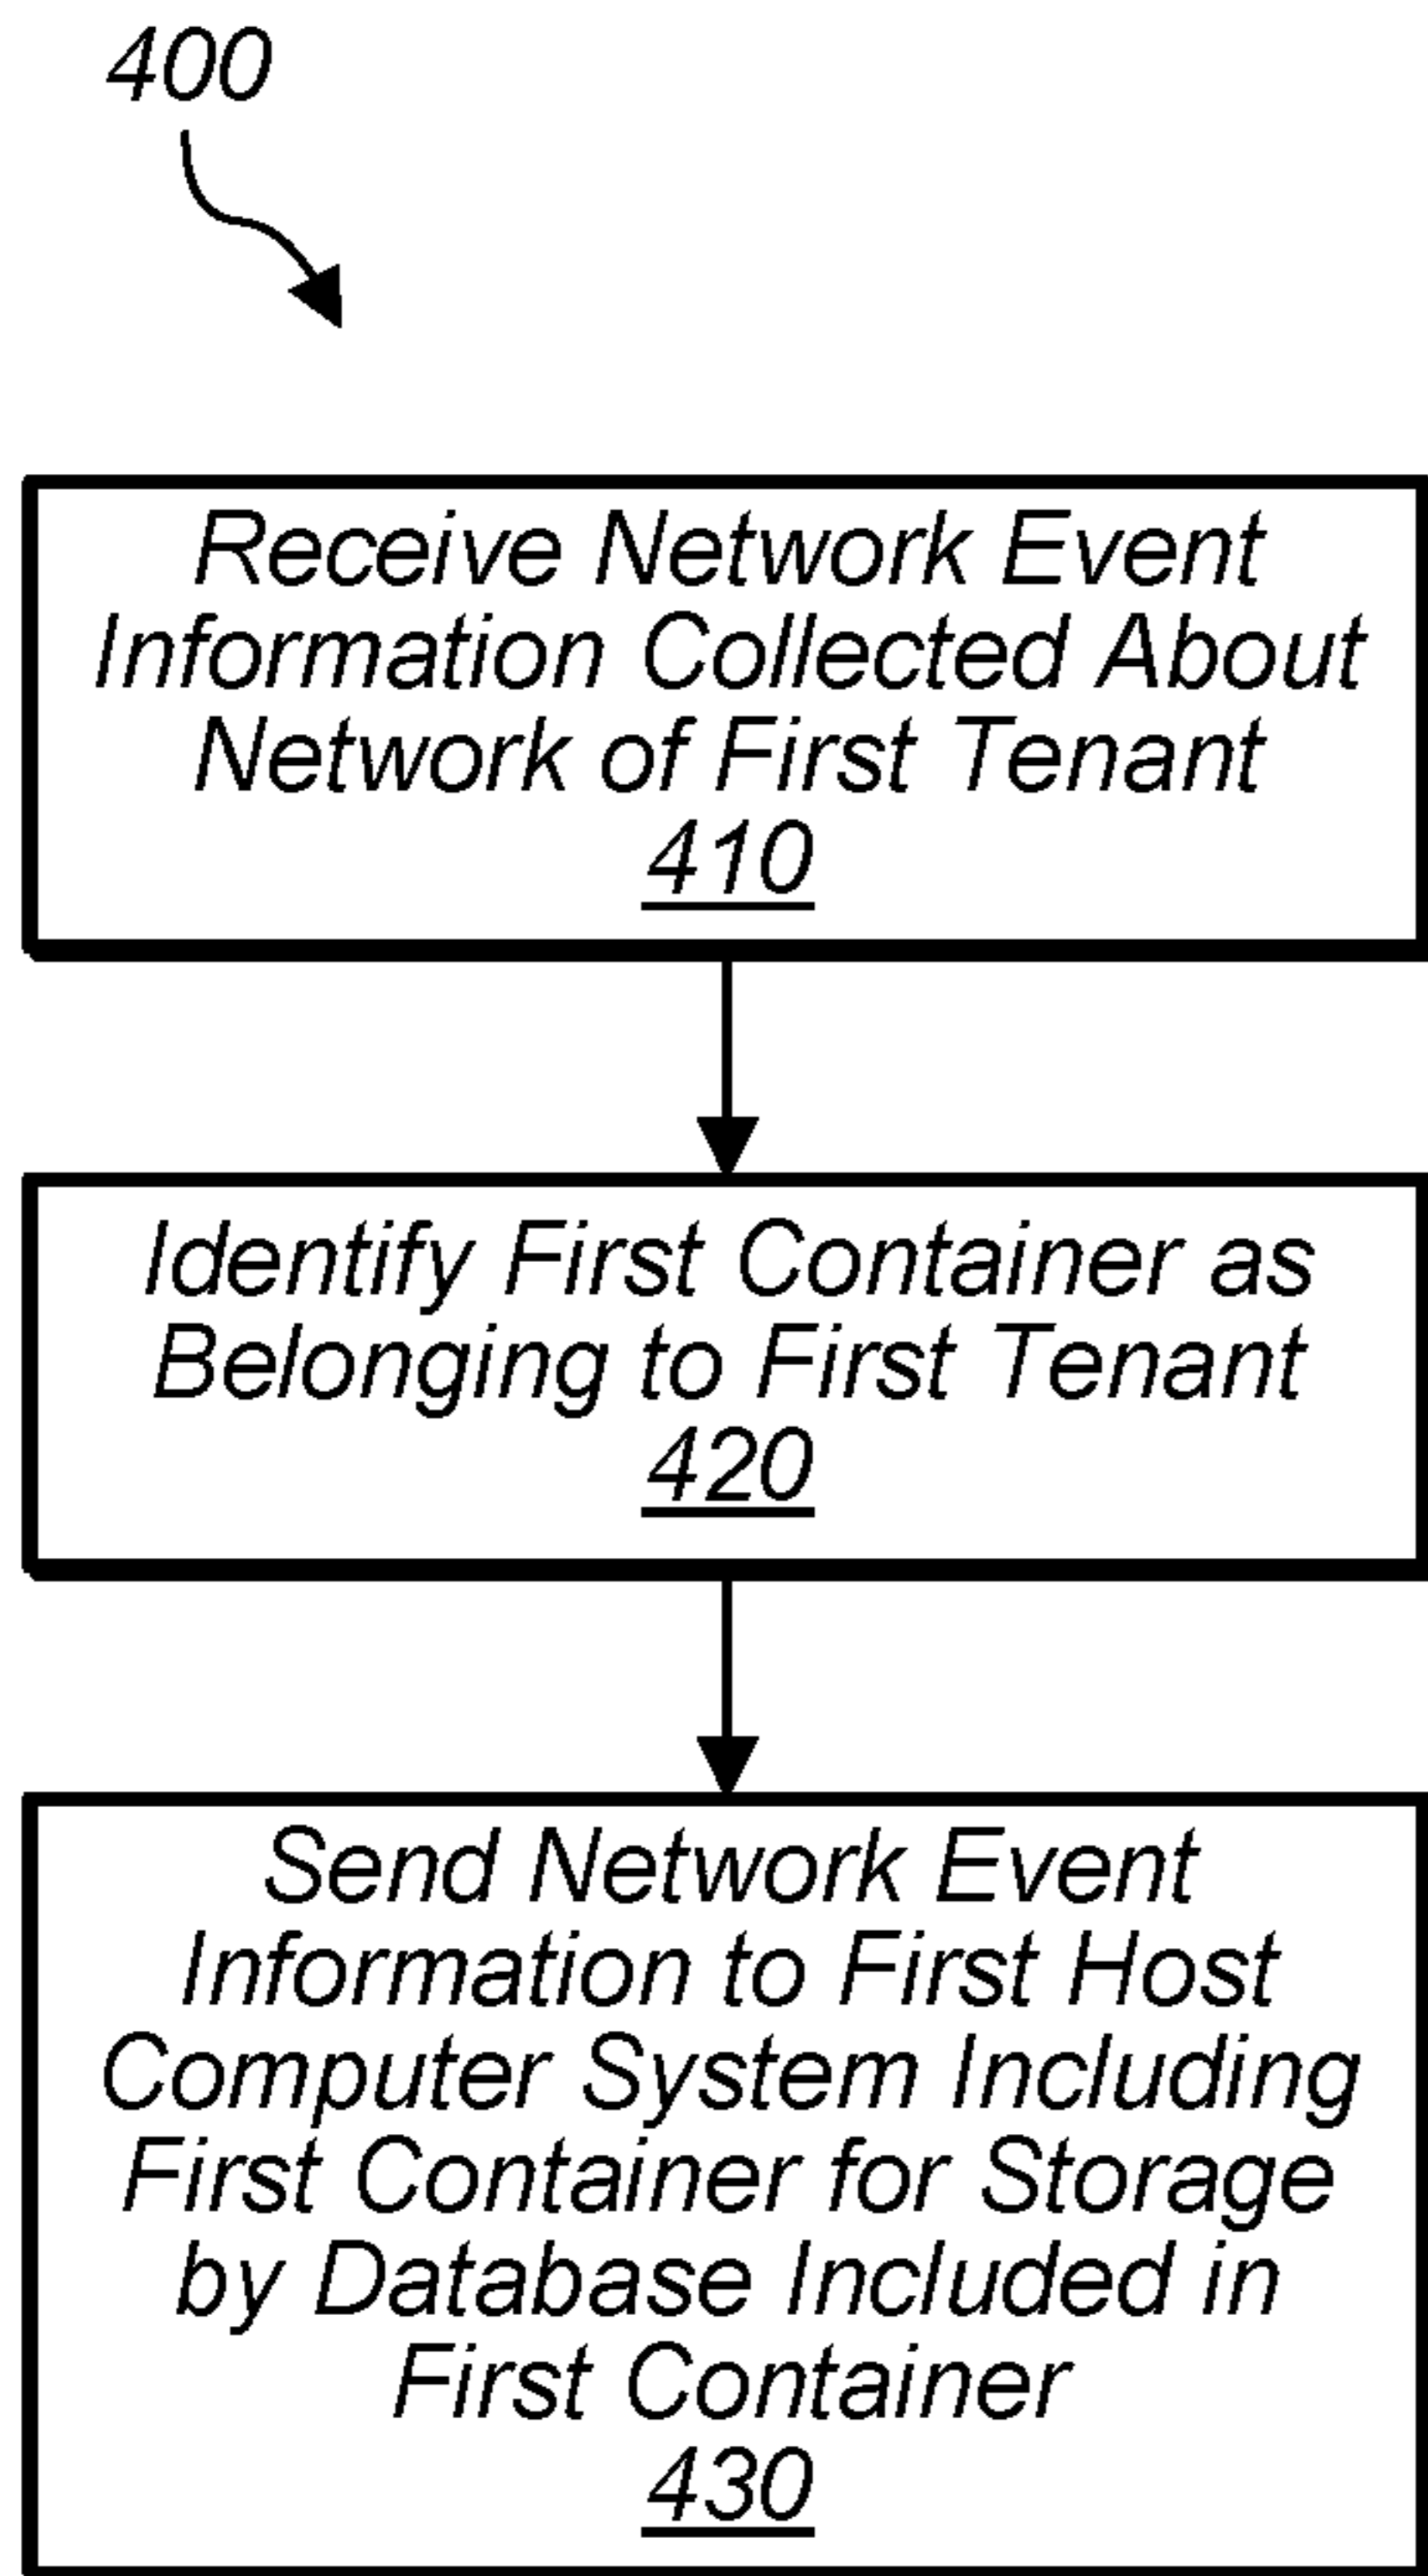 400
Receive Network Event
Information Collected About
Network of First Tenant
410
Identify First Container as
Belonging to First Tenant
420
Send Network Event
Information to First Host
Computer System Including
First Container for Storage
by Database Included in
First Container
430